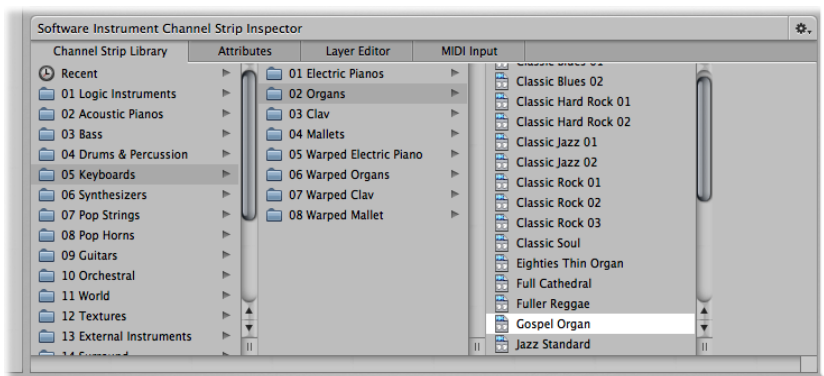 Software Instrument Channel Strip Inspector
Channel Strip Library
Attributes
Layer Editor
MIDI Input
Recent
01 Logic Instruments
02 Acoustic Pianos
03 Bass
04 Drums & Percussion
05 Keyboards
06 Synthesizers
07 Pop Strings
08 Pop Horns
09 Guitars
10 Orchestral
11 World
12 Textures
13 External Instruments
14 Surround
01 Electric Pianos
02 Organs
03 Clav
04 Mallets
05 Warped Electric Piano
06 Warped Organs
07 Warped Clav
08 Warped Mallet
Classic Blues 01
Classic Blues 02
Classic Hard Rock 01
Classic Hard Rock 02
Classic Jazz 01
Classic Jazz 02
Classic Rock 01
Classic Rock 02
Classic Rock 03
Classic Soul
Eighties Thin Organ
Full Cathedral
Fuller Reggae
Gospel Organ
Jazz Standard